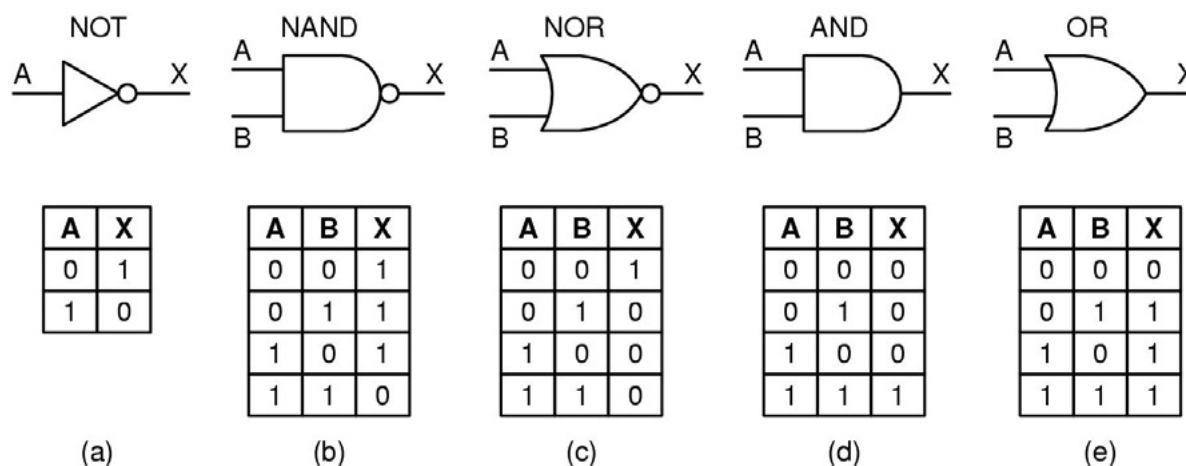 NOT NAND NOR AND OR
A X A B X A B X A B X A B X
A X
0 1
1 0
A B X
0 0 1
0 1 1
1 0 1
1 1 0
A B X
0 0 1
0 1 0
1 0 0
1 1 0
A B X
0 0 0
0 1 0
1 0 0
1 1 1
A B X
0 0 0
0 1 1
1 0 1
1 1 1
(a) (b) (c) (d) (e)